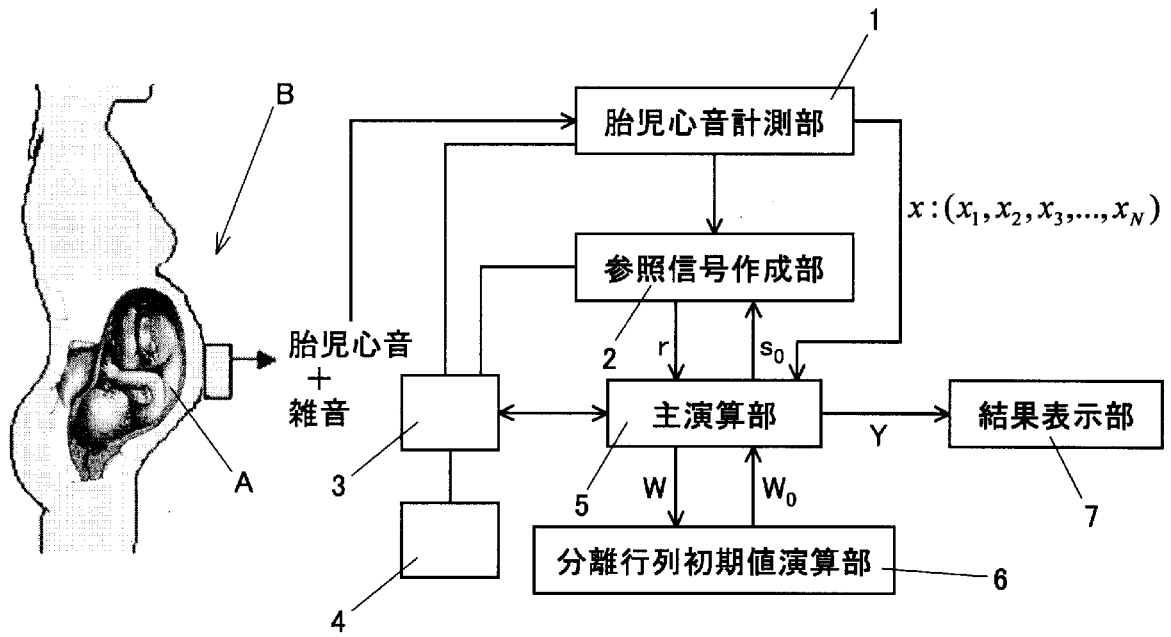 1
B
胎児心音計測部
x:(x₁,x₂,x₃,...,x_N)
参照信号作成部
2
r
s₀
胎児心音
+
雑音
主演算部
結果表示部
Y
A
3
5
W
W₀
7
分離行列初期値演算部
6
4